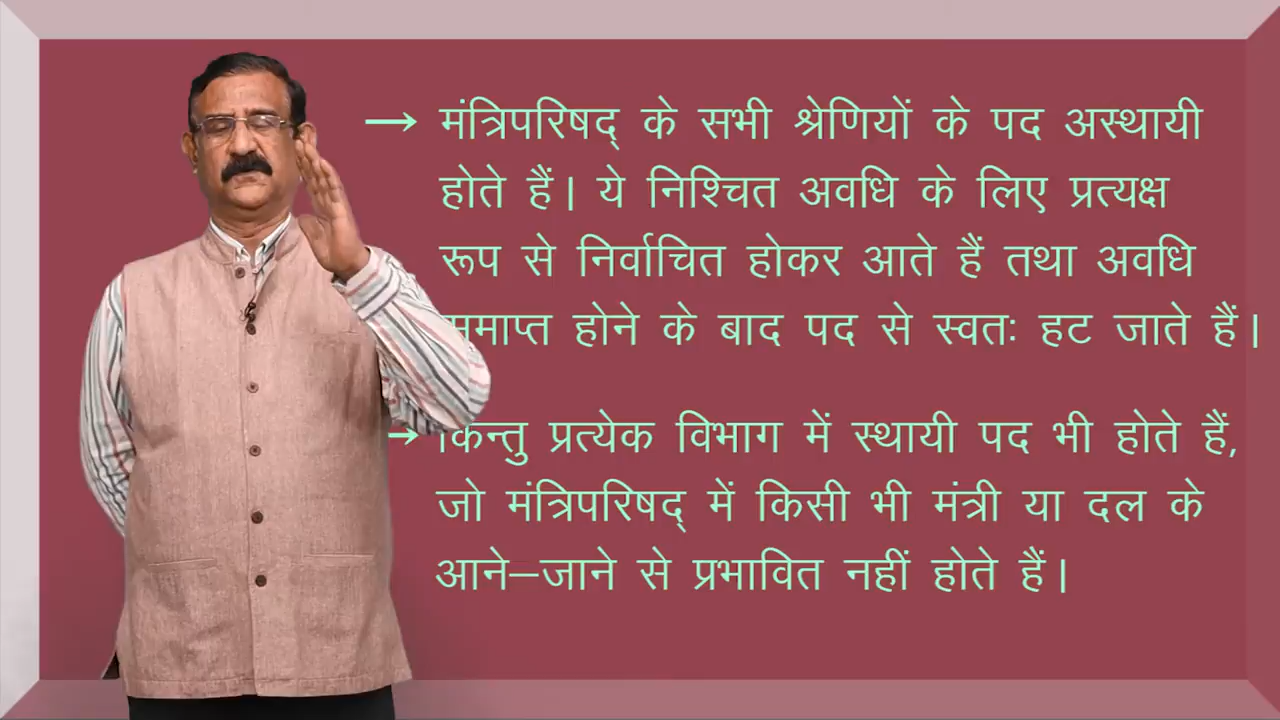 → मंत्रिपरिषद् के सभी श्रेणियों के पद अस्थायी
होते हैं। ये निश्चित अवधि के लिए प्रत्यक्ष
रूप से निर्वाचित होकर आते हैं तथा अवधि
समाप्त होने के बाद पद से स्वतः हट जाते हैं।
→ किन्तु प्रत्येक विभाग में स्थायी पद भी होते हैं,
जो मंत्रिपरिषद् में किसी भी मंत्री या दल के
आने–जाने से प्रभावित नहीं होते हैं।